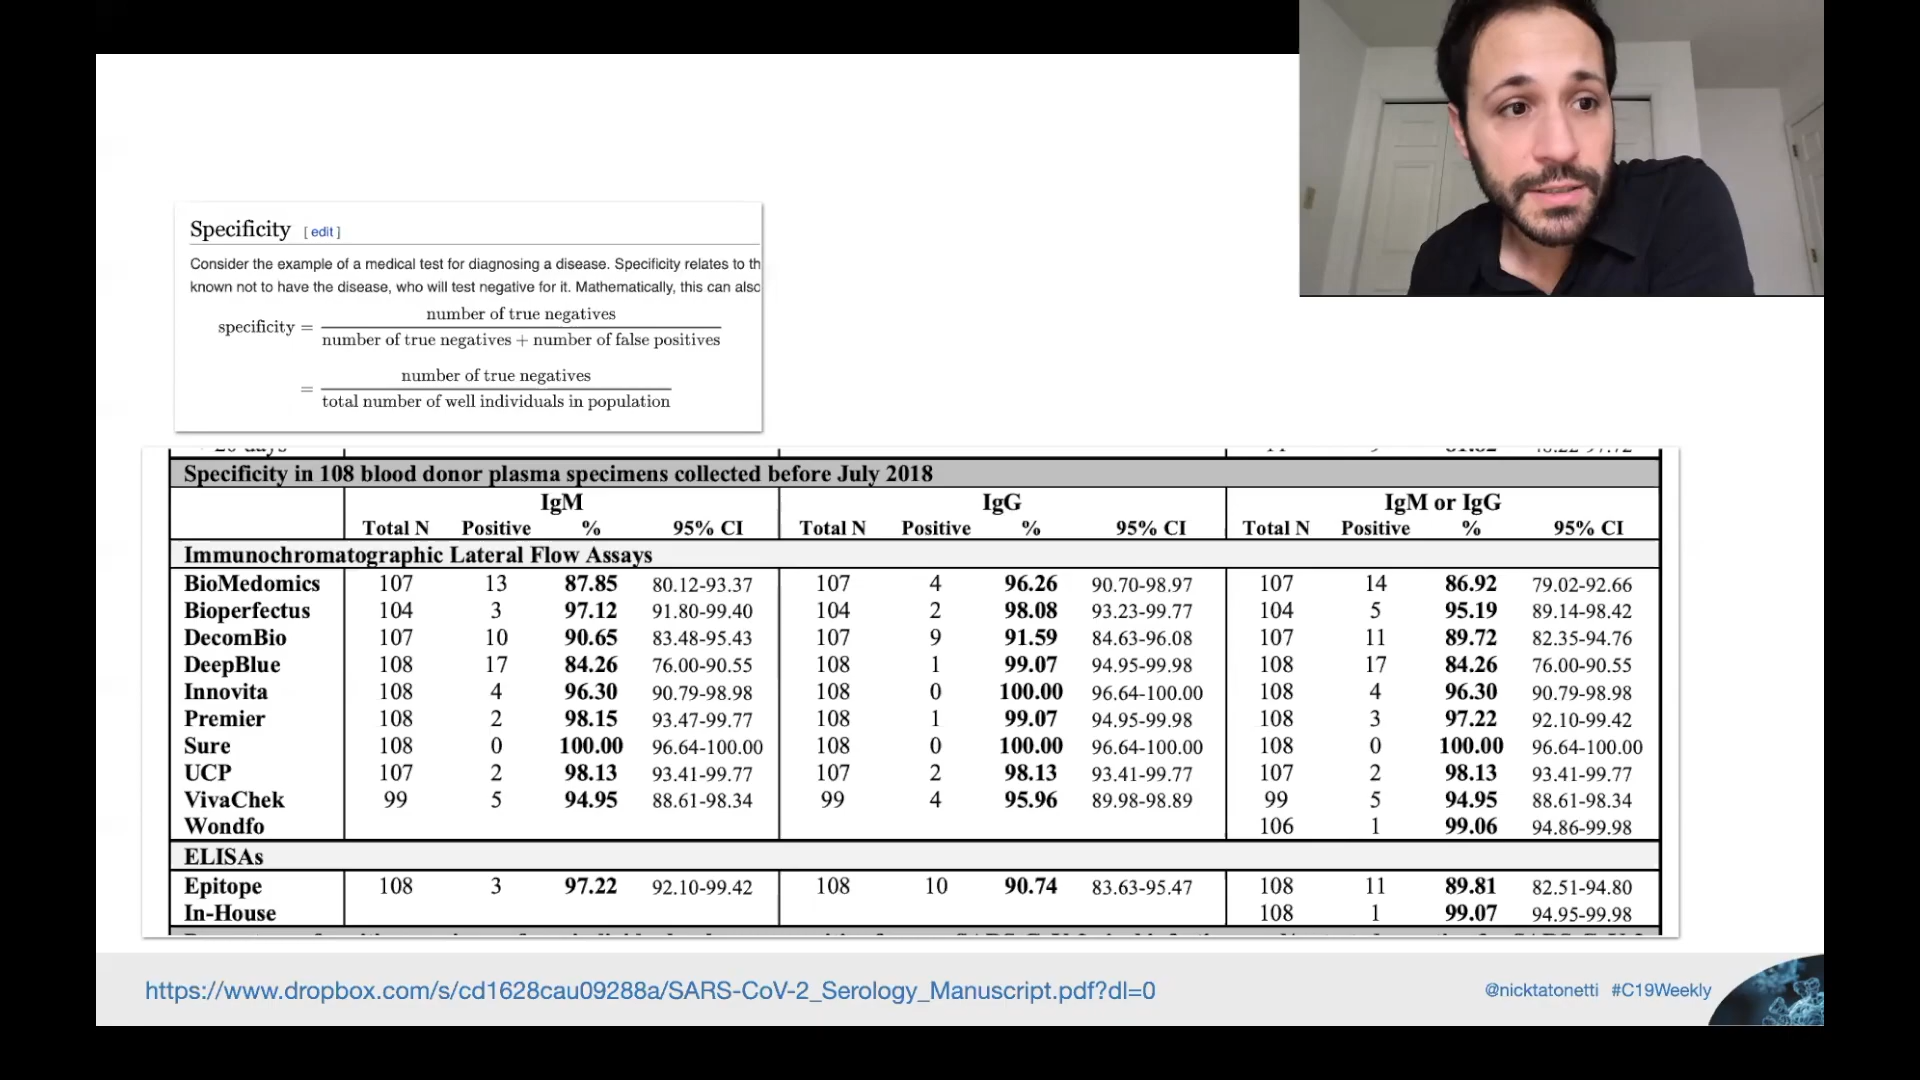 Specificity [ edit ]
Consider the example of a medical test for diagnosing a disease. Specificity relates to th
known not to have the disease, who will test negative for it. Mathematically, this can also
specificity = number of true negatives / number of true negatives + number of false positives
= number of true negatives / total number of well individuals in population
Specificity in 108 blood donor plasma specimens collected before July 2018
IgM IgG IgM or IgG
Total N Positive % 95% CI Total N Positive % 95% CI Total N Positive % 95% CI
Immunochromatographic Lateral Flow Assays
BioMedomics 107 13 87.85 80.12-93.37 107 4 96.26 90.70-98.97 107 14 86.92 79.02-92.66
Bioperfectus 104 3 97.12 91.80-99.40 104 2 98.08 93.23-99.77 104 5 95.19 89.14-98.42
DecomBio 107 10 90.65 83.48-95.43 107 9 91.59 84.63-96.08 107 11 89.72 82.35-94.76
DeepBlue 108 17 84.26 76.00-90.55 108 1 99.07 94.95-99.98 108 17 84.26 76.00-90.55
Innovita 108 4 96.30 90.79-98.98 108 0 100.00 96.64-100.00 108 4 96.30 90.79-98.98
Premier 108 2 98.15 93.47-99.77 108 1 99.07 94.95-99.98 108 3 97.22 92.10-99.42
Sure 108 0 100.00 96.64-100.00 108 0 100.00 96.64-100.00 108 0 100.00 96.64-100.00
UCP 107 2 98.13 93.41-99.77 107 2 98.13 93.41-99.77 107 2 98.13 93.41-99.77
VivaChek 99 5 94.95 88.61-98.34 99 4 95.96 89.98-98.89 99 5 94.95 88.61-98.34
Wondfo 106 1 99.06 94.86-99.98
ELISAs
Epitope 108 3 97.22 92.10-99.42 108 10 90.74 83.63-95.47 108 11 89.81 82.51-94.80
In-House 108 1 99.07 94.95-99.98
https://www.dropbox.com/s/cd1628cau09288a/SARS-CoV-2_Serology_Manuscript.pdf?dl=0
@nicktatonetti #C19Weekly